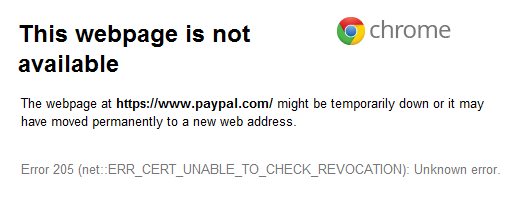 This webpage is not
available
chrome
The webpage at https://www.paypal.com/ might be temporarily down or it may
have moved permanently to a new web address.
Error 205 (net::ERR_CERT_UNABLE_TO_CHECK_REVOCATION): Unknown error.